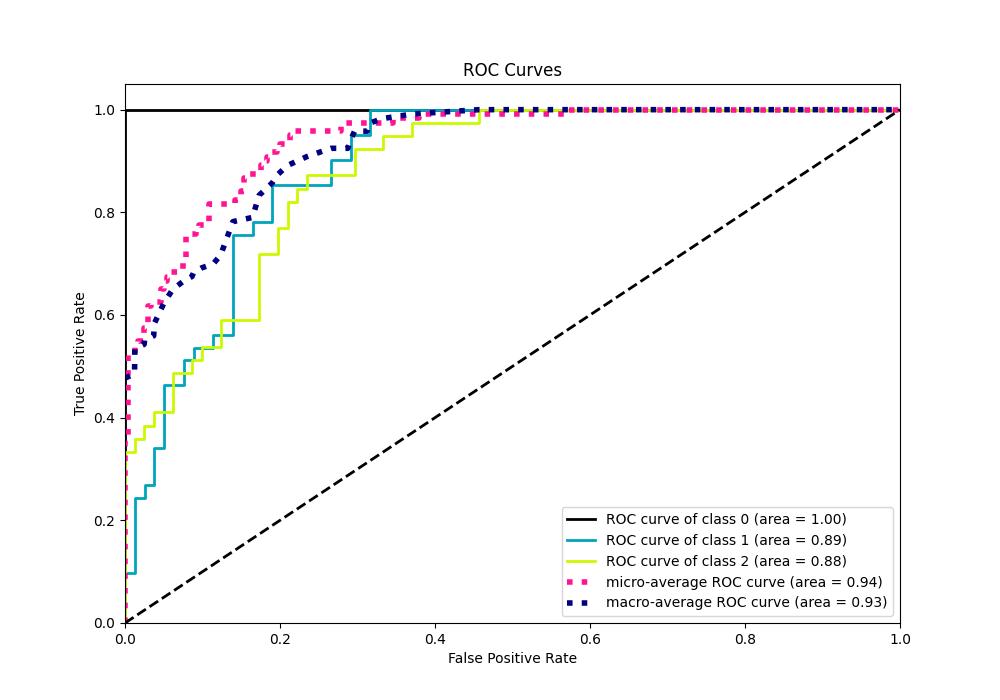 ROC Curves
True Positive Rate
1.0
0.8
0.6
0.4
0.2
0.0
0.0 0.2 0.4 0.6 0.8 1.0
False Positive Rate
ROC curve of class 0 (area = 1.00)
ROC curve of class 1 (area = 0.89)
ROC curve of class 2 (area = 0.88)
micro-average ROC curve (area = 0.94)
macro-average ROC curve (area = 0.93)